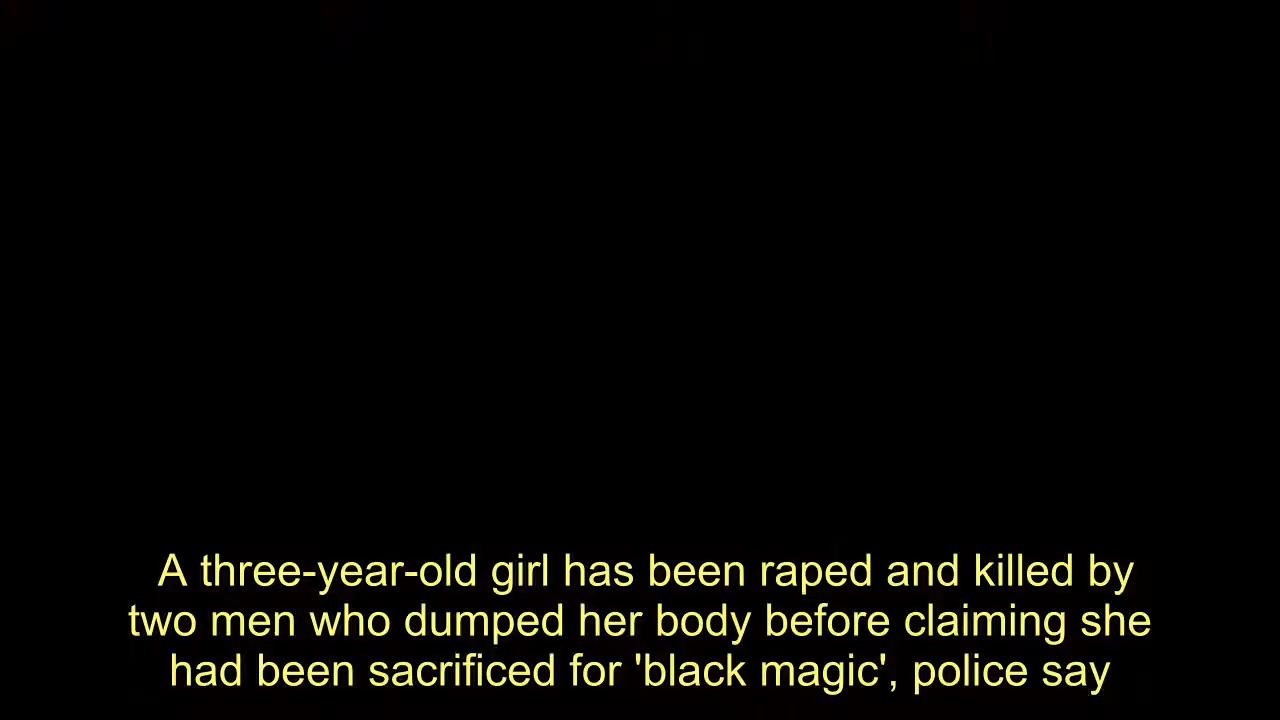 A three-year-old girl has been raped and killed by
two men who dumped her body before claiming she
had been sacrificed for 'black magic', police say